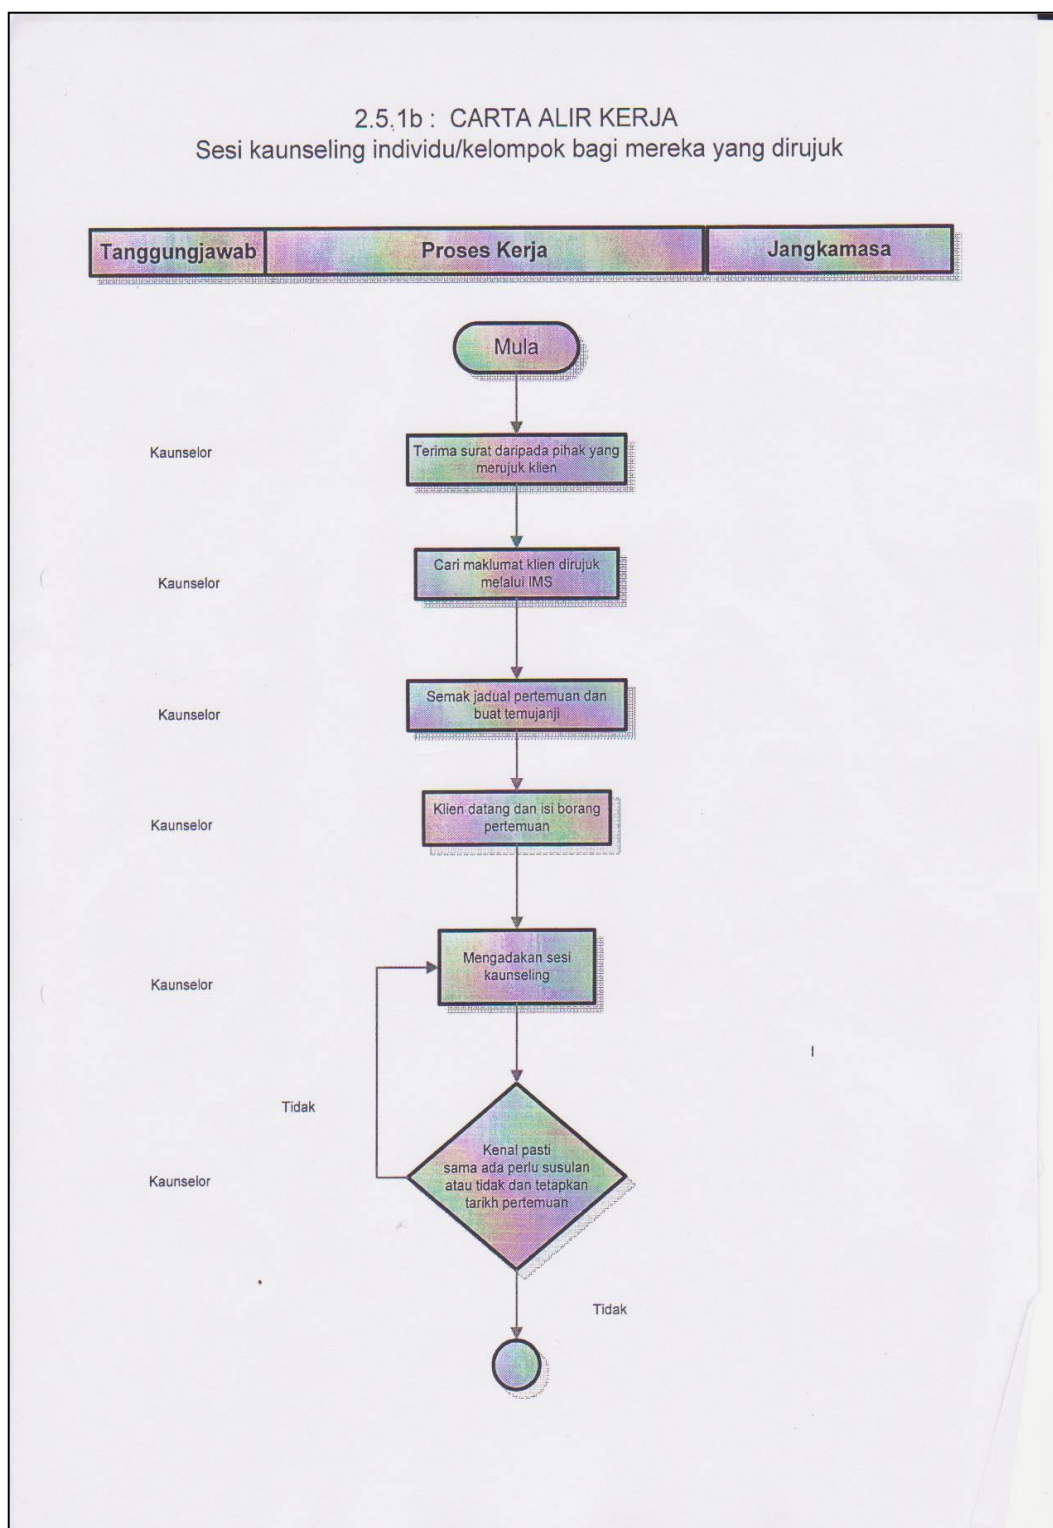 2.5.1b : CARTA ALIR KERJA
Sesi kaunseling individu/kelompok bagi mereka yang dirujuk
Tanggungjawab Proses Kerja Jangkamasa
Mula
Kaunselor
Terima surat daripada pihak yang
merujuk klien
Kaunselor
Cari maklumat klien dirujuk
melalui IMS
Kaunselor
Semak jadual pertemuan dan
buat temujanji
Kaunselor
Klien datang dan isi borang
pertemuan
Kaunselor
Mengadakan sesi
kaunseling
Tidak
Kaunselor
Kenal pasti
sama ada perlu susulan
atau tidak dan tetapkan
tarikh pertemuan
Tidak